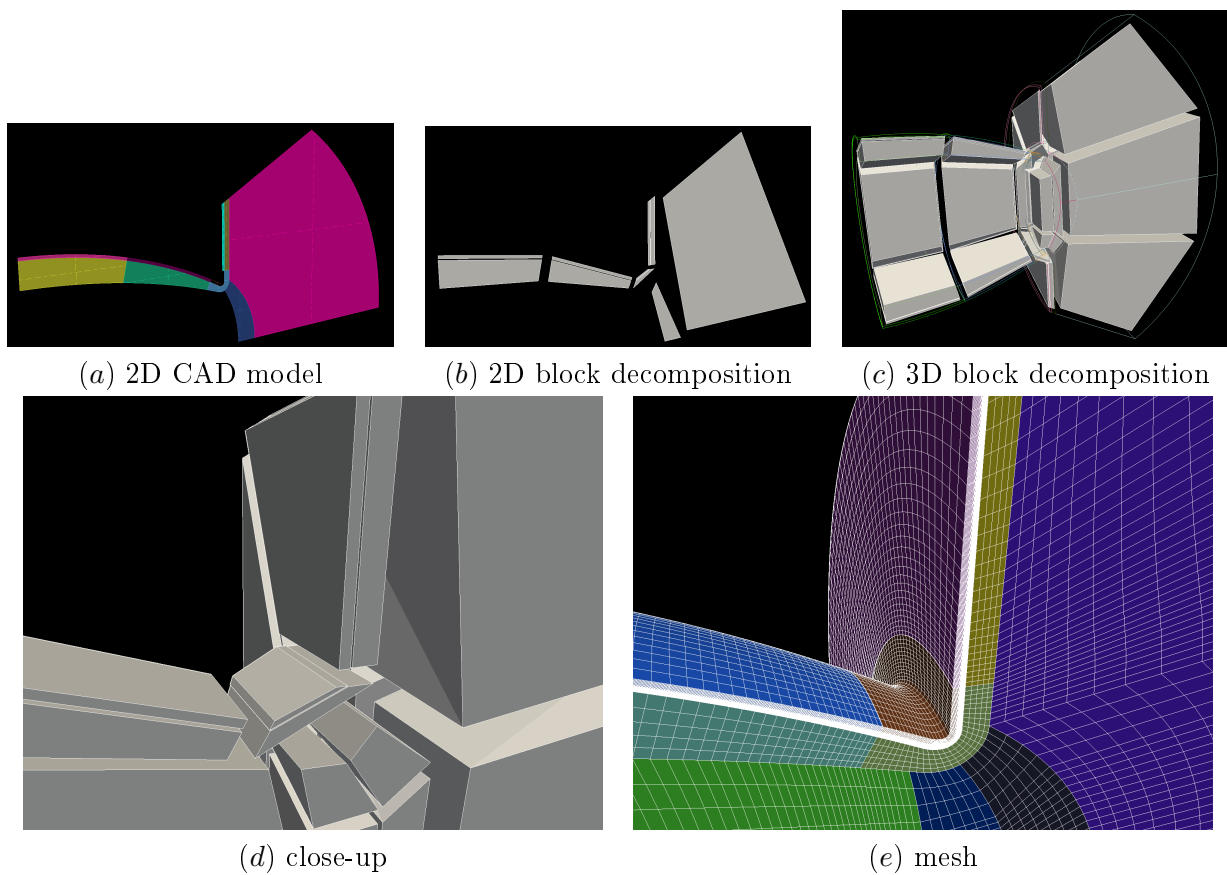 (a) 2D CAD model
(b) 2D block decomposition
(c) 3D block decomposition
(d) close-up
(e) mesh